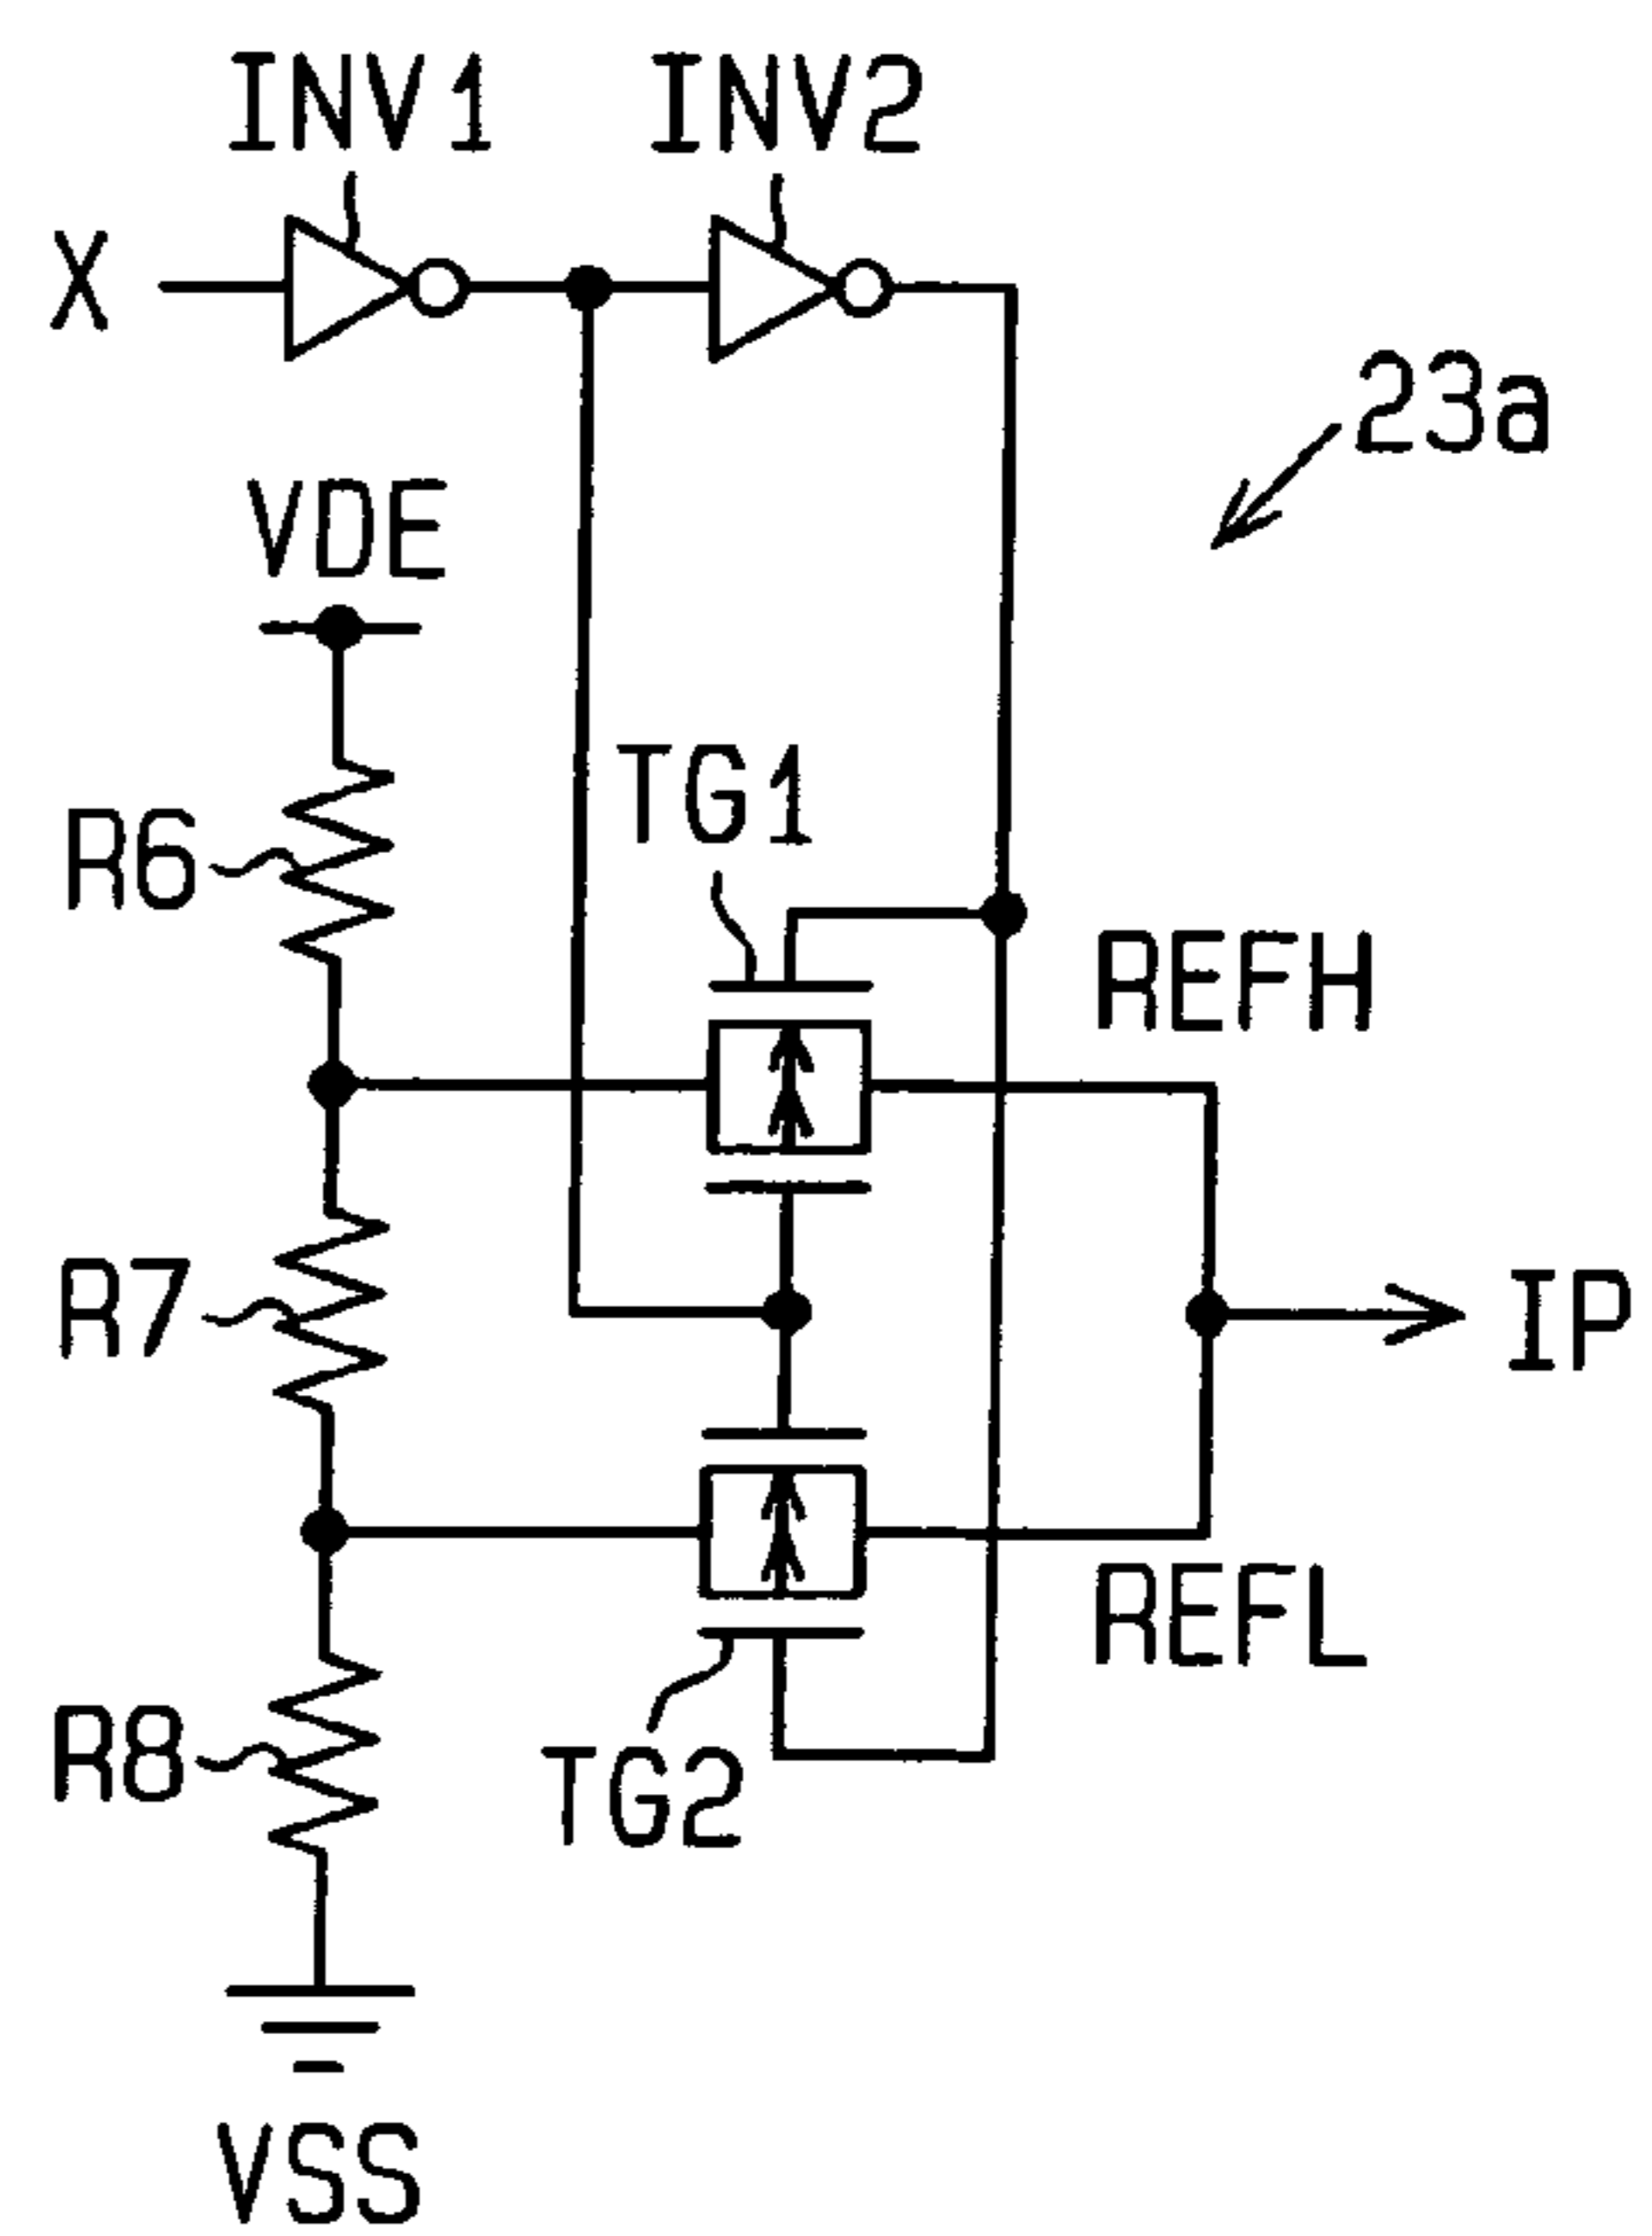 INV1 INV2
X
23a
VDE
TG1
R6
REFH
R7
IP
REFL
R8
TG2
VSS